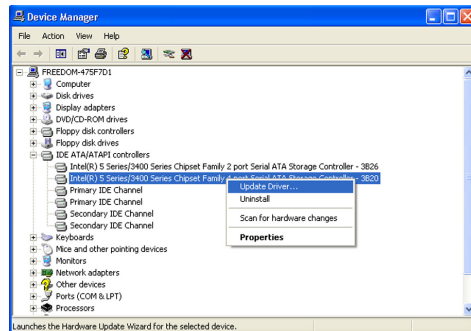 Device Manager
File Action View Help
FREEDOM-475F7D1
Computer
Disk drives
Display adapters
DVD/CD-ROM drives
Floppy disk controllers
Floppy disk drives
IDE ATA/ATAPI controllers
Intel(R) 5 Series/3400 Series Chipset Family 2 port Serial ATA Storage Controller - 3B26
Intel(R) 5 Series/3400 Series Chipset Family 4 port Serial ATA Storage Controller - 3B20
Primary IDE Channel
Primary IDE Channel
Secondary IDE Channel
Secondary IDE Channel
Update Driver...
Uninstall
Scan for hardware changes
Properties
Keyboards
Mice and other pointing devices
Monitors
Network adapters
Other devices
Ports (COM & LPT)
Processors
Launches the Hardware Update Wizard for the selected device.